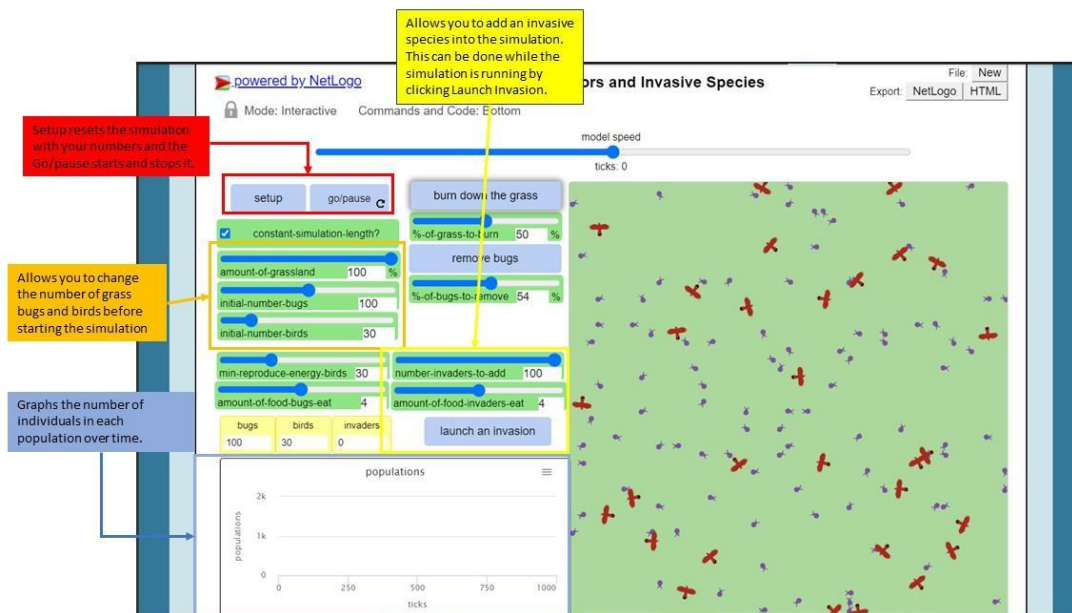 Allows you to add an invasive
species into the simulation.
This can be done while the
simulation is running by
clicking Launch Invasion.
powered by NetLogo
ors and Invasive Species
File: New
Export: NetLogo HTML
Mode: Interactive
Commands and Code: Bottom
Setup resets the simulation
with your numbers and the
Go/pause starts and stops it.
model speed
ticks: 0
setup
go/pause
burn down the grass
constant-simulation-length?
%-of-grass-to-burn 50 %
remove bugs
Allows you to change
the number of grass
bugs and birds before
starting the simulation
amount-of-grassland 100 %
initial-number-bugs 100
%-of-bugs-to-remove 54 %
initial-number-birds 30
min-reproduce-energy-birds 30
number-invaders-to-add 100
amount-of-food-bugs-eat 4
amount-of-food-invaders-eat 4
Graphs the number of
individuals in each
population over time.
bugs birds invaders
100 30 0
launch an invasion
populations
2k
1k
0
populations
0 250 500 750 1000
ticks